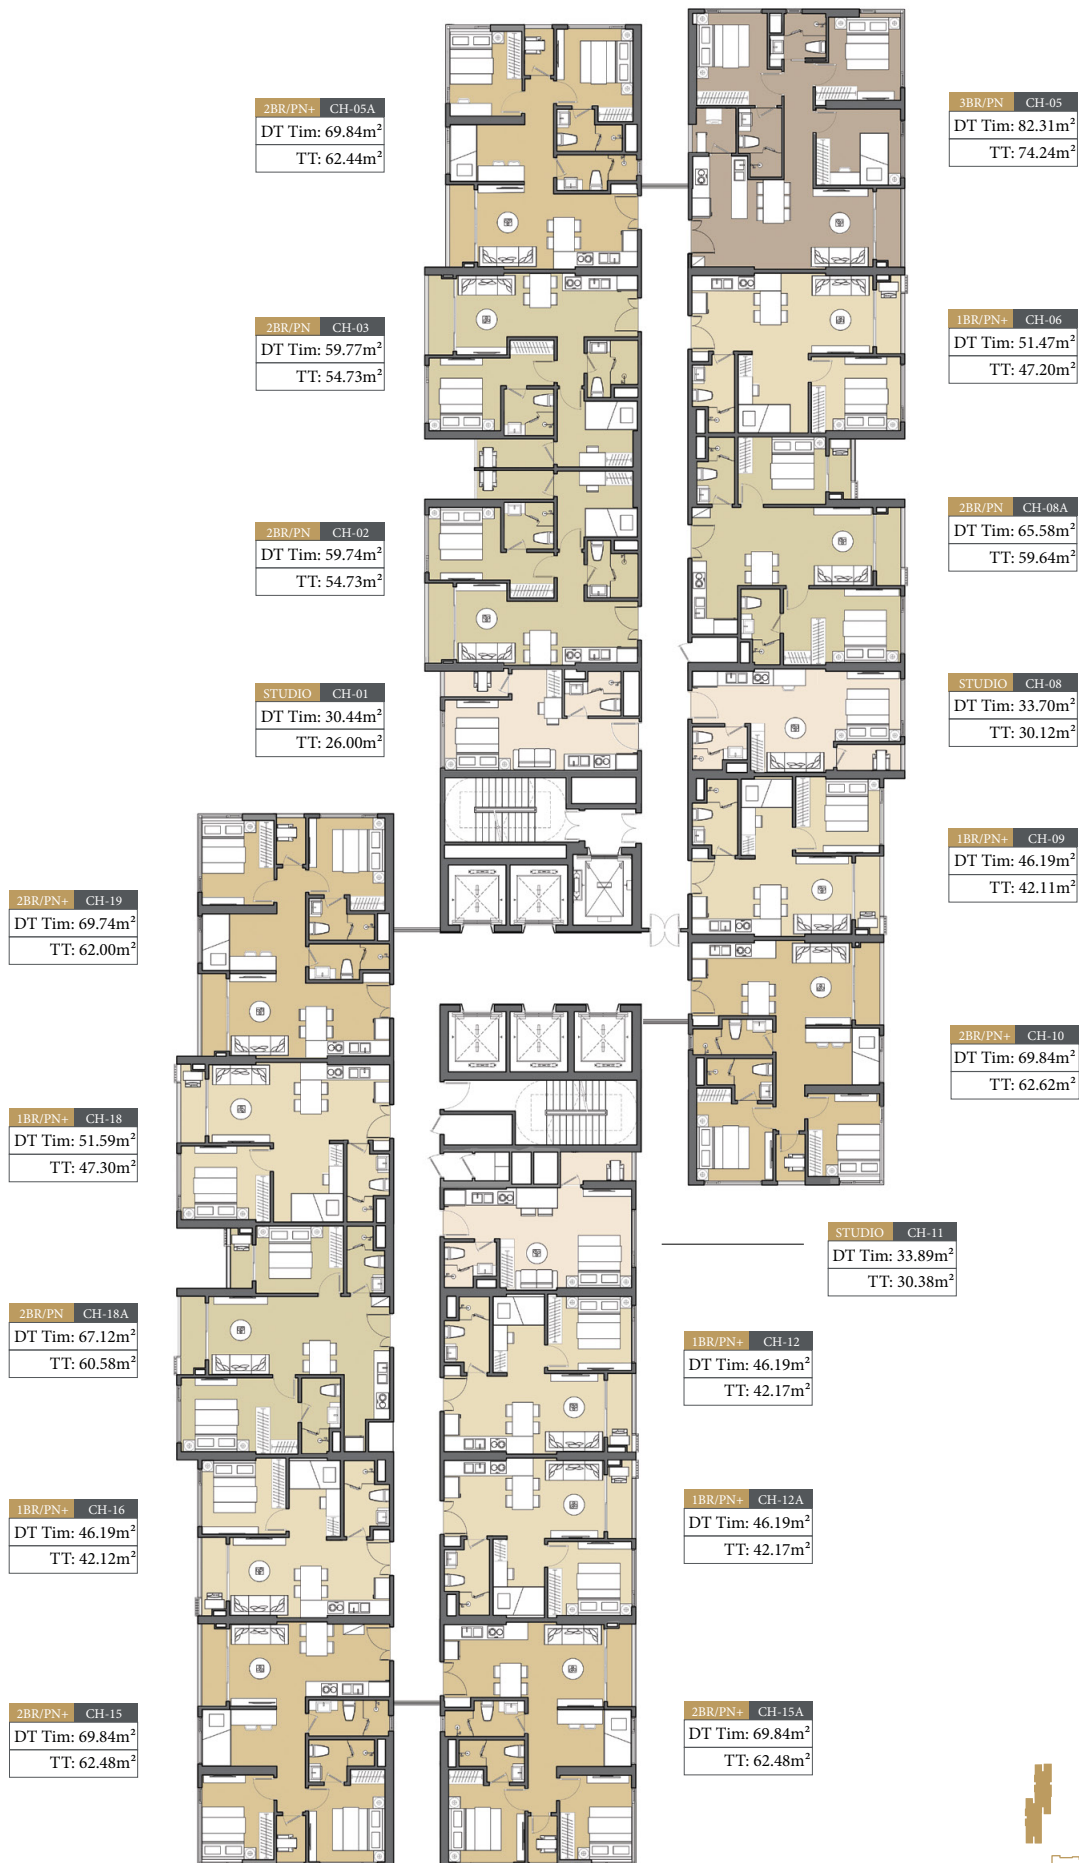 2BR/PN+ CH-05A
DT Tim: 69.84m²
TT: 62.44m²
3BR/PN CH-05
DT Tim: 82.31m²
TT: 74.24m²
2BR/PN CH-03
DT Tim: 59.77m²
TT: 54.73m²
1BR/PN+ CH-06
DT Tim: 51.47m²
TT: 47.20m²
2BR/PN CH-02
DT Tim: 59.74m²
TT: 54.73m²
2BR/PN CH-08A
DT Tim: 65.58m²
TT: 59.64m²
STUDIO CH-01
DT Tim: 30.44m²
TT: 26.00m²
STUDIO CH-08
DT Tim: 33.70m²
TT: 30.12m²
1BR/PN+ CH-09
DT Tim: 46.19m²
TT: 42.11m²
2BR/PN+ CH-19
DT Tim: 69.74m²
TT: 62.00m²
2BR/PN+ CH-10
DT Tim: 69.84m²
TT: 62.62m²
1BR/PN+ CH-18
DT Tim: 51.59m²
TT: 47.30m²
STUDIO CH-11
DT Tim: 33.89m²
TT: 30.38m²
2BR/PN CH-18A
DT Tim: 67.12m²
TT: 60.58m²
1BR/PN+ CH-12
DT Tim: 46.19m²
TT: 42.17m²
1BR/PN+ CH-16
DT Tim: 46.19m²
TT: 42.12m²
1BR/PN+ CH-12A
DT Tim: 46.19m²
TT: 42.17m²
2BR/PN+ CH-15
DT Tim: 69.84m²
TT: 62.48m²
2BR/PN+ CH-15A
DT Tim: 69.84m²
TT: 62.48m²